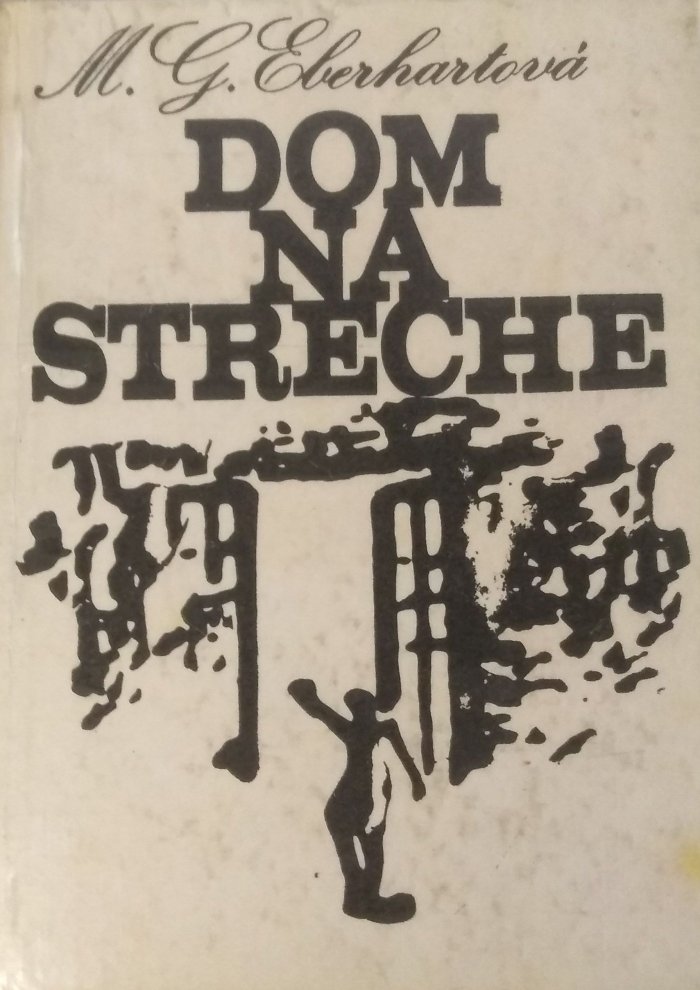 M. G. Eberhartová
DOM
NA
STRECHE